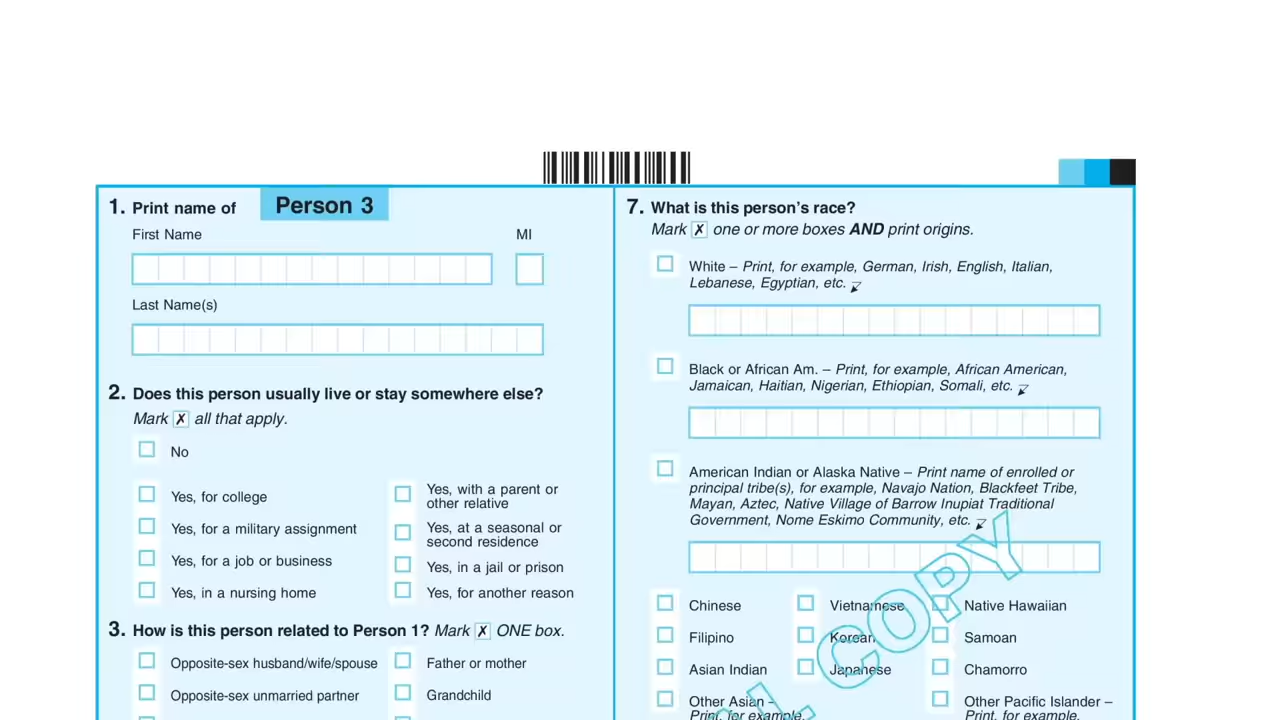 1. Print name of Person 3
First Name MI
Last Name(s)
2. Does this person usually live or stay somewhere else?
Mark ✗ all that apply.
No
Yes, for college
Yes, for a military assignment
Yes, for a job or business
Yes, in a nursing home
Yes, with a parent or
other relative
Yes, at a seasonal or
second residence
Yes, in a jail or prison
Yes, for another reason
3. How is this person related to Person 1? Mark ✗ ONE box.
Opposite-sex husband/wife/spouse
Opposite-sex unmarried partner
Father or mother
Grandchild
7. What is this person's race?
Mark ✗ one or more boxes AND print origins.
White – Print, for example, German, Irish, English, Italian,
Lebanese, Egyptian, etc.
Black or African Am. – Print, for example, African American,
Jamaican, Haitian, Nigerian, Ethiopian, Somali, etc.
American Indian or Alaska Native – Print name of enrolled or
principal tribe(s), for example, Navajo Nation, Blackfeet Tribe,
Mayan, Aztec, Native Village of Barrow Inupiat Traditional
Government, Nome Eskimo Community, etc.
Chinese
Filipino
Asian Indian
Other Asian –
Print, for example,
Vietnamese
Korean
Japanese
Native Hawaiian
Samoan
Chamorro
Other Pacific Islander –
Print, for example,
COPY